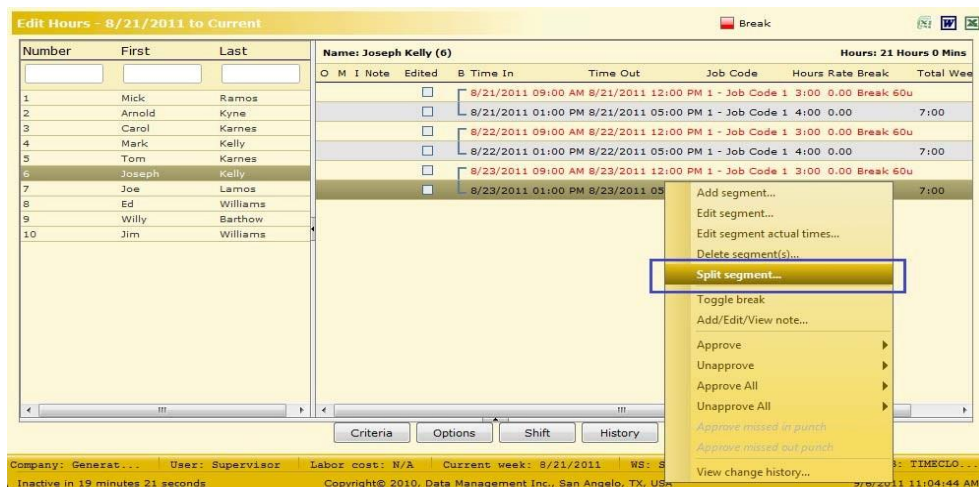 Edit Hours - 8/21/2011 to Current Break
Number First Last
1 Mick Ramos
2 Arnold Kyne
3 Carol Karnes
4 Mark Kelly
5 Tom Karnes
6 Joseph Kelly
7 Joe Lamos
8 Ed Williams
9 Willy Barthow
10 Jim Williams
Name: Joseph Kelly (6) Hours: 21 Hours 0 Mins
O M I Note Edited B Time In Time Out Job Code Hours Rate Break Total Wee
8/21/2011 09:00 AM 8/21/2011 12:00 PM 1 - Job Code 1 3:00 0.00 Break 60u
8/21/2011 01:00 PM 8/21/2011 05:00 PM 1 - Job Code 1 4:00 0.00 7:00
8/22/2011 09:00 AM 8/22/2011 12:00 PM 1 - Job Code 1 3:00 0.00 Break 60u
8/22/2011 01:00 PM 8/22/2011 05:00 PM 1 - Job Code 1 4:00 0.00 7:00
8/23/2011 09:00 AM 8/23/2011 12:00 PM 1 - Job Code 1 3:00 0.00 Break 60u
8/23/2011 01:00 PM 8/23/2011 05 7:00
Add segment...
Edit segment...
Edit segment actual times...
Delete segment(s)...
Split segment...
Toggle break
Add/Edit/View note...
Approve
Unapprove
Approve All
Unapprove All
Approve missed in punch
Approve missed out punch
View change history...
Criteria Options Shift History
Company: Generat... User: Supervisor Labor cost: N/A Current week: 8/21/2011 WS: S : TIMECLO...
Inactive in 19 minutes 21 seconds Copyright© 2010, Data Management Inc., San Angelo, TX, USA 9/6/2011 11:04:44 AM